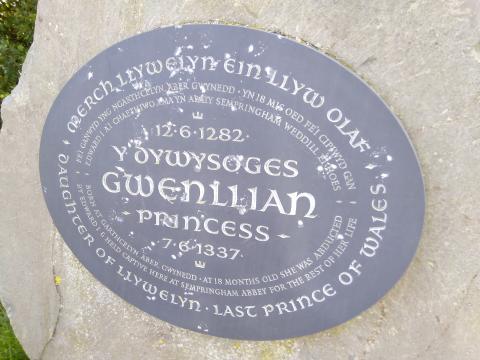 MERCH LLYWELYN EIN LLYW OLAF
FE'I GANWYD YNG NGARTHCELYN, ABER GWYNEDD · YN 18 MIS OED FE'I CIPIWYD GAN
EDWARD I A'I CHAETHIWO YMA YN ABATY SEMPRINGHAM WEDDILL EI HOES
·12·6·1282·
Y DYWYSOGES
GWENLLIAN
PRINCESS
·7·6·1337·
BORN AT GARTHCELYN, ABER GWYNEDD · AT 18 MONTHS OLD SHE WAS ABDUCTED
BY EDWARD I & HELD CAPTIVE HERE AT SEMPRINGHAM ABBEY FOR THE REST OF HER LIFE
DAUGHTER OF LLYWELYN · LAST PRINCE OF WALES